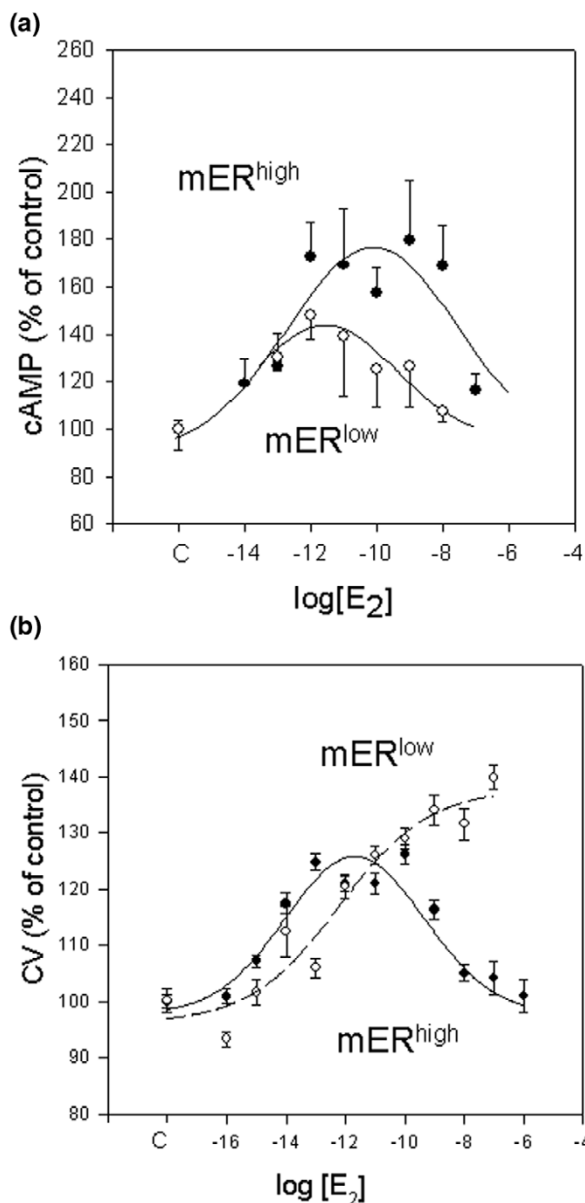 (a)
260
240
220
200
180
160
140
120
100
80
60
cAMP (% of control)
mERhigh
mERlow
C -14 -12 -10 -8 -6 -4
log[E2]
(b)
160
150
140
130
120
110
100
90
80
CV (% of control)
mERlow
mERhigh
C -16 -14 -12 -10 -8 -6 -4
log [E2]